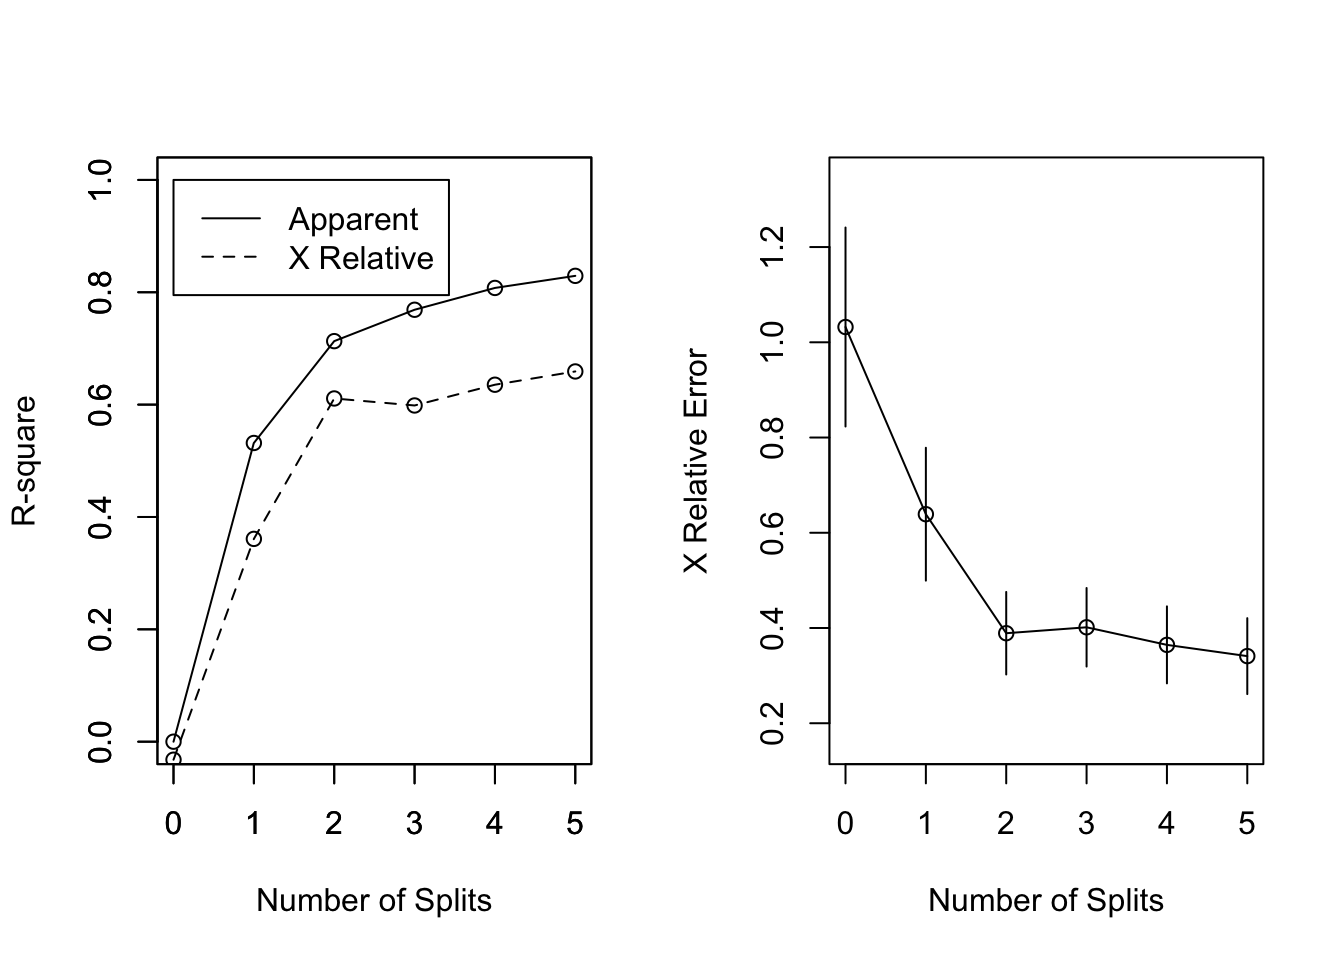 1.0
0.8
0.6
0.4
0.2
0.0
R-square
Apparent
X Relative
0 1 2 3 4 5
Number of Splits
1.2
1.0
0.8
0.6
0.4
0.2
X Relative Error
0 1 2 3 4 5
Number of Splits